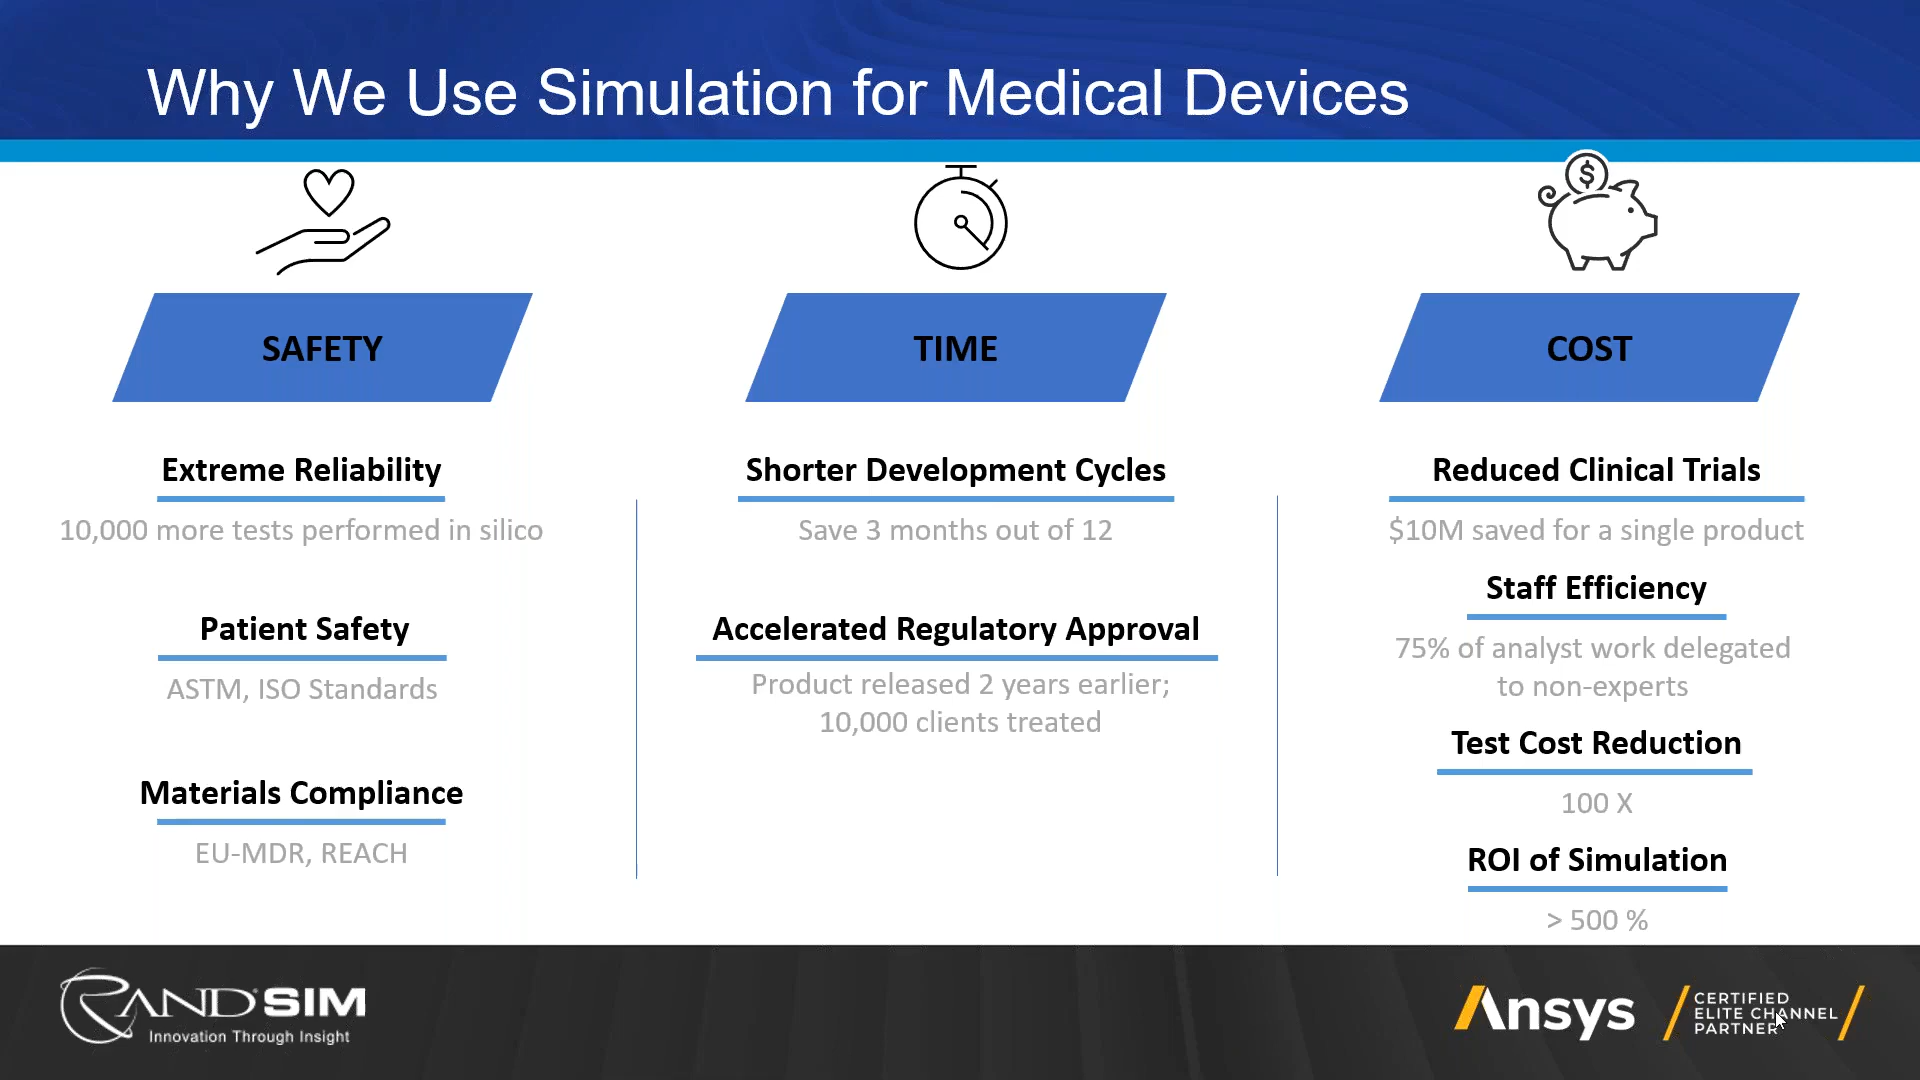 Why We Use Simulation for Medical Devices
$
SAFETY
Extreme Reliability
10,000 more tests performed in silico
Patient Safety
ASTM, ISO Standards
Materials Compliance
EU-MDR, REACH
TIME
Shorter Development Cycles
Save 3 months out of 12
Accelerated Regulatory Approval
Product released 2 years earlier;
10,000 clients treated
COST
Reduced Clinical Trials
$10M saved for a single product
Staff Efficiency
75% of analyst work delegated
to non-experts
Test Cost Reduction
100 X
ROI of Simulation
> 500 %
RAND SIM
Innovation Through Insight
Ansys
CERTIFIED
ELITE CHANNEL
PARTNER